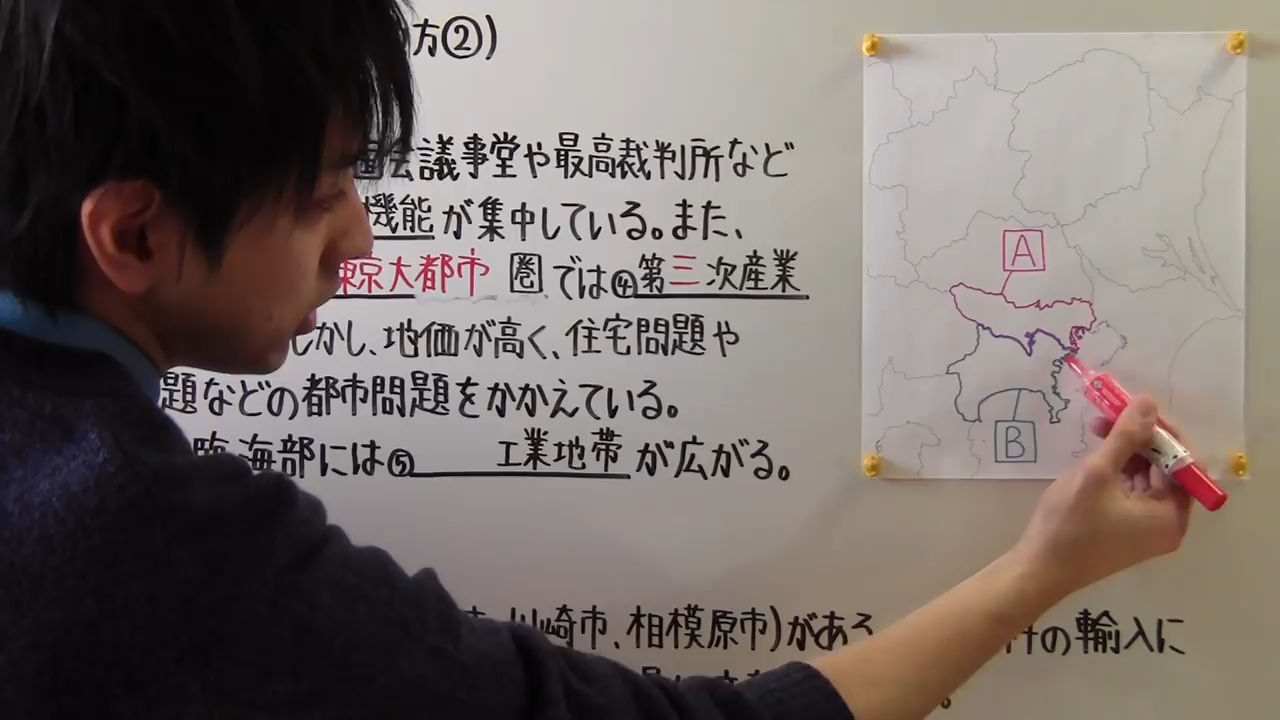 方②)
議事堂や最高裁判所など
機能が集中している。また、
京大都市圏では④第三次産業
しかし、地価が高く、住宅問題や
題などの都市問題をかかえている。
臨海部には⑤ 工業地帯が広がる。
A
B
川崎市、相模原市)がある
の輸入に